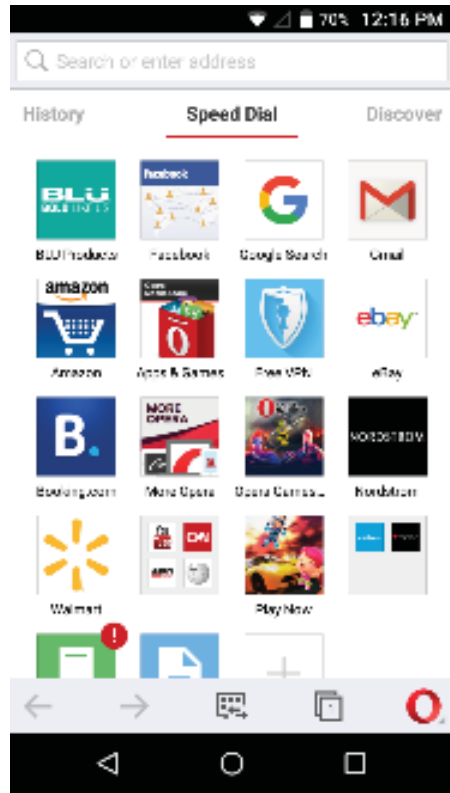 70% 12:16 PM
Search or enter address
History Speed Dial Discover
BLU
facebook
BLU Products Facebook Google Search Gmail
amazon
ebay
Amazon Apps & Games Free VPN eBay
B.
MORE
OPERA
NORDSTROM
Booking.com More Opera Opera Games... Nordstrom
CNN
Walmart Play Now